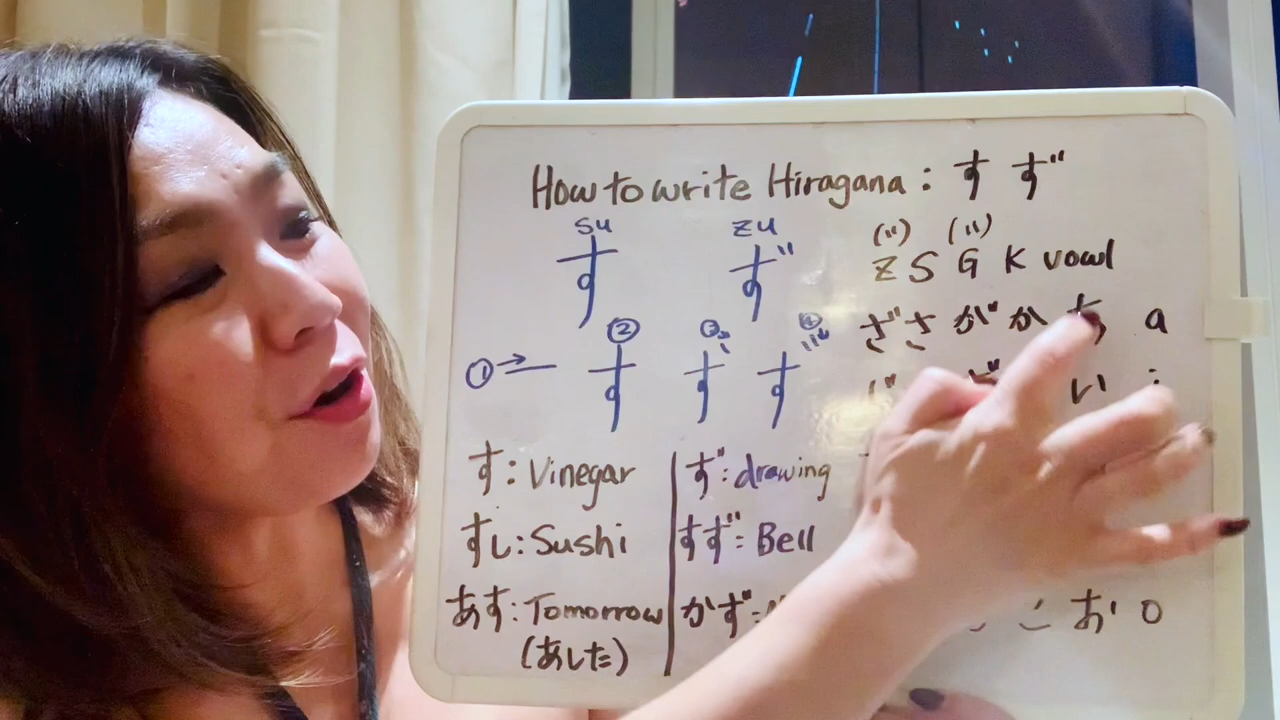 How to write Hiragana : す ず
su zu (") (")
す ず Z S G K vowl
ざ さ が か a
① → ② ③ ④
す す す い i
す : Vinegar ず : drawing
すし : Sushi すず : Bell
あす : Tomorrow かず :
(あした)
こ お o